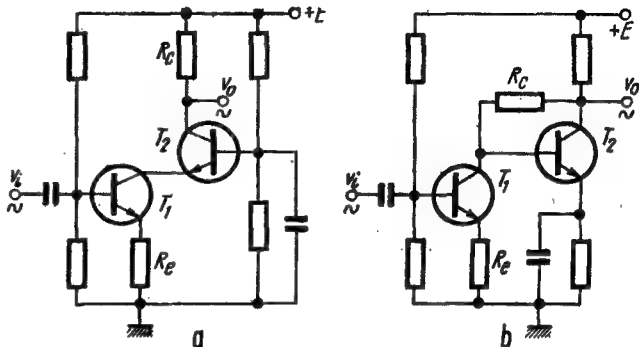 +E
R_c
v_o
~
T_2
v_i
~
T_1
R_e
a
+E
R_c
v_o
~
T_2
v_i
~
T_1
R_e
b